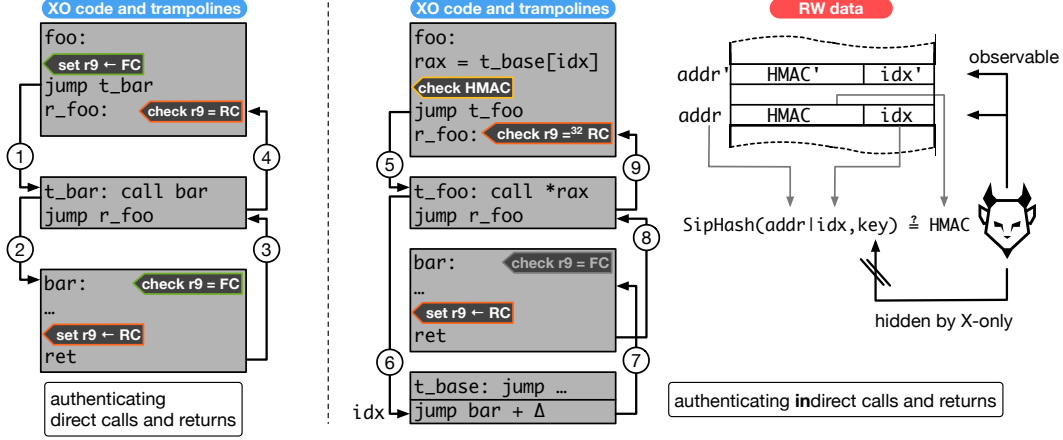 XO code and trampolines
foo:
set r9 ← FC
jump t_bar
r_foo: check r9 = RC
1
4
t_bar: call bar
jump r_foo
2
3
bar: check r9 = FC
…
set r9 ← RC
ret
authenticating
direct calls and returns
XO code and trampolines
foo:
rax = t_base[idx]
check HMAC
jump t_foo
r_foo: check r9 =³² RC
5
9
t_foo: call *rax
jump r_foo
8
bar: check r9 = FC
…
set r9 ← RC
ret
6
7
t_base: jump …
idx jump bar + Δ
RW data
observable
addr' HMAC' idx'
addr HMAC idx
SipHash(addr|idx,key) ≟ HMAC
hidden by X-only
authenticating indirect calls and returns